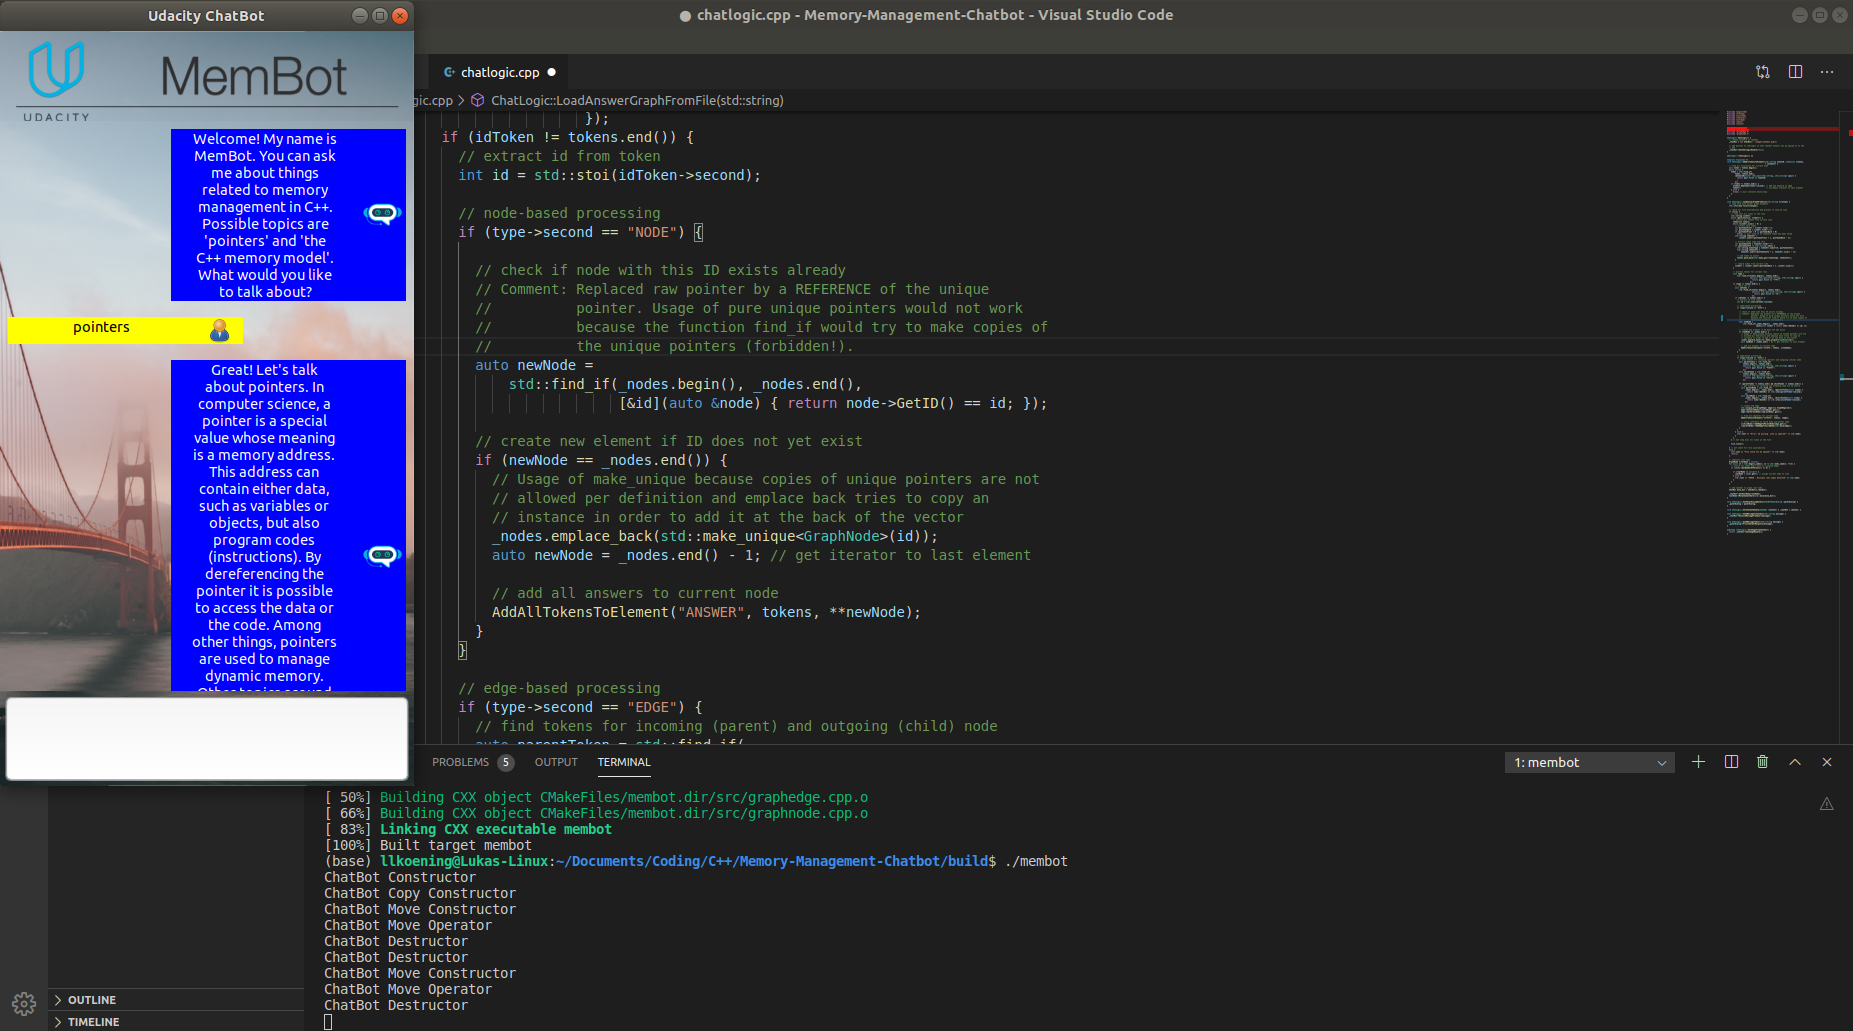 Udacity ChatBot
MemBot
UDACITY
Welcome! My name is
MemBot. You can ask
me about things
related to memory
management in C++.
Possible topics are
'pointers' and 'the
C++ memory model'.
What would you like
to talk about?
pointers
Great! Let's talk
about pointers. In
computer science, a
pointer is a special
value whose meaning
is a memory address.
This address can
contain either data,
such as variables or
objects, but also
program codes
(instructions). By
dereferencing the
pointer it is possible
to access the data or
the code. Among
other things, pointers
are used to manage
dynamic memory.
Other topics around
● chatlogic.cpp - Memory-Management-Chatbot - Visual Studio Code
chatlogic.cpp ●
gic.cpp > ChatLogic::LoadAnswerGraphFromFile(std::string)
});
if (idToken != tokens.end()) {
// extract id from token
int id = std::stoi(idToken->second);
// node-based processing
if (type->second == "NODE") {
// check if node with this ID exists already
// Comment: Replaced raw pointer by a REFERENCE of the unique
//          pointer. Usage of pure unique pointers would not work
//          because the function find_if would try to make copies of
//          the unique pointers (forbidden!).
auto newNode =
std::find_if(_nodes.begin(), _nodes.end(),
[&id](auto &node) { return node->GetID() == id; });
// create new element if ID does not yet exist
if (newNode == _nodes.end()) {
// Usage of make_unique because copies of unique pointers are not
// allowed per definition and emplace back tries to copy an
// instance in order to add it at the back of the vector
_nodes.emplace_back(std::make_unique<GraphNode>(id));
auto newNode = _nodes.end() - 1; // get iterator to last element
// add all answers to current node
AddAllTokensToElement("ANSWER", tokens, **newNode);
}
}
// edge-based processing
if (type->second == "EDGE") {
// find tokens for incoming (parent) and outgoing (child) node
auto parentToken = std::find_if(
PROBLEMS 5 OUTPUT TERMINAL
1: membot
[ 50%] Building CXX object CMakeFiles/membot.dir/src/graphedge.cpp.o
[ 66%] Building CXX object CMakeFiles/membot.dir/src/graphnode.cpp.o
[ 83%] Linking CXX executable membot
[100%] Built target membot
(base) llkoening@Lukas-Linux:~/Documents/Coding/C++/Memory-Management-Chatbot/build$ ./membot
ChatBot Constructor
ChatBot Copy Constructor
ChatBot Move Constructor
ChatBot Move Operator
ChatBot Destructor
ChatBot Destructor
ChatBot Move Constructor
ChatBot Move Operator
ChatBot Destructor
OUTLINE
TIMELINE